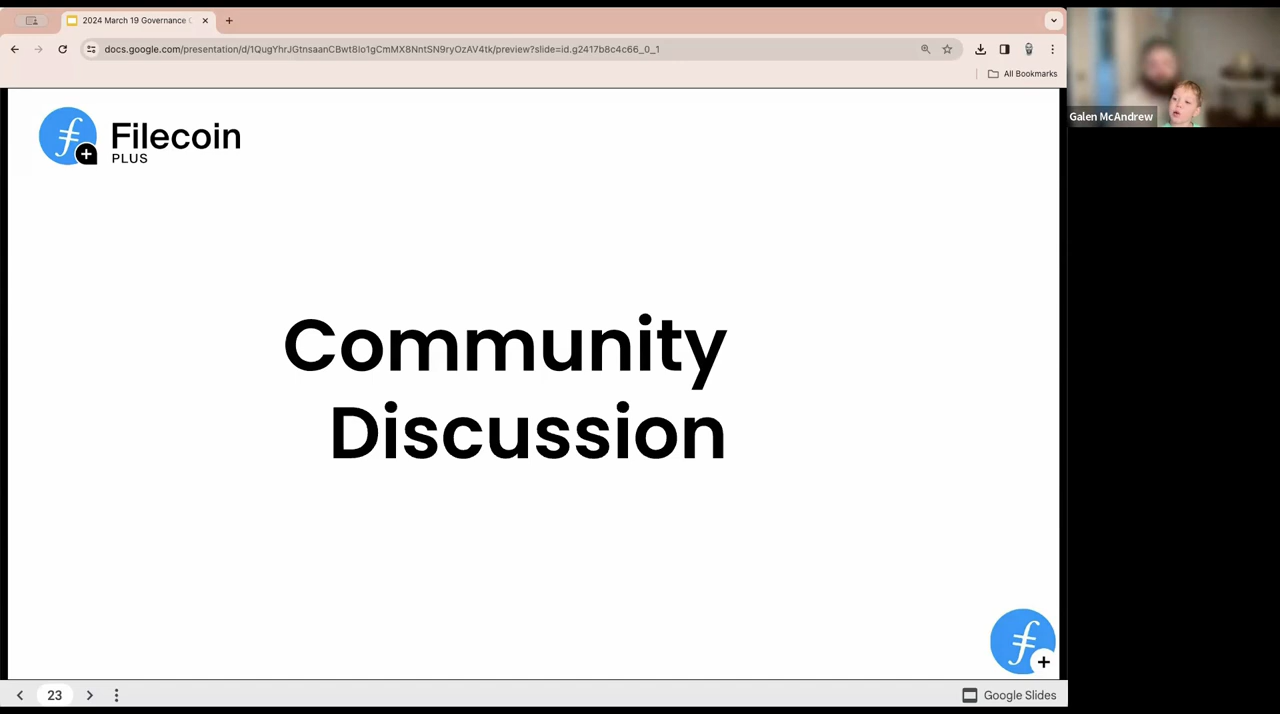 2024 March 19 Governance C
docs.google.com/presentation/d/1QugYhrJGtnsaanCBwt8Io1gCmMX8NntSN9ryOzAV4tk/preview?slide=id.g2417b8c4c66_0_1
All Bookmarks
Galen McAndrew
Filecoin
PLUS
Community
Discussion
23
Google Slides